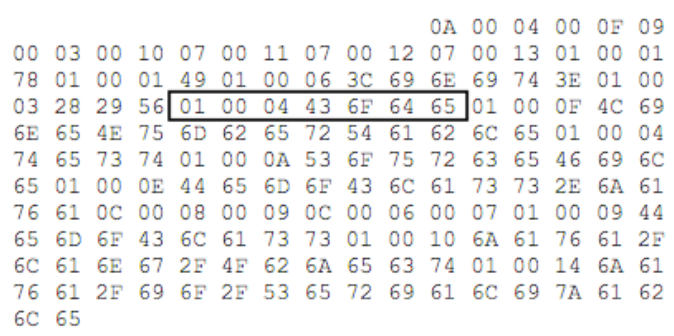 0A 00 04 00 0F 09
00 03 00 10 07 00 11 07 00 12 07 00 13 01 00 01
78 01 00 01 49 01 00 06 3C 69 6E 69 74 3E 01 00
03 28 29 56 01 00 04 43 6F 64 65 01 00 0F 4C 69
6E 65 4E 75 6D 62 65 72 54 61 62 6C 65 01 00 04
74 65 73 74 01 00 0A 53 6F 75 72 63 65 46 69 6C
65 01 00 0E 44 65 6D 6F 43 6C 61 73 73 2E 6A 61
76 61 0C 00 08 00 09 0C 00 06 00 07 01 00 09 44
65 6D 6F 43 6C 61 73 73 01 00 10 6A 61 76 61 2F
6C 61 6E 67 2F 4F 62 6A 65 63 74 01 00 14 6A 61
76 61 2F 69 6F 2F 53 65 72 69 61 6C 69 7A 61 62
6C 65